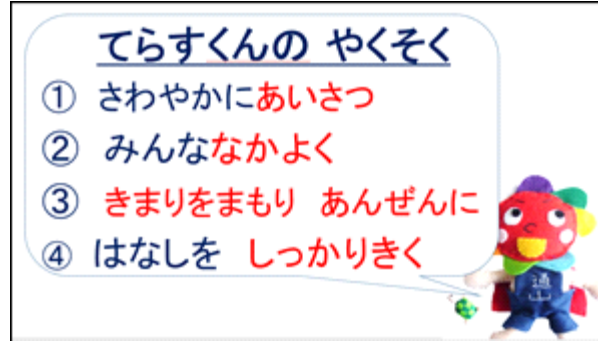 てらすくんの やくそく
① さわやかにあいさつ
② みんななかよく
③ きまりをまもり あんぜんに
④ はなしを しっかりきく
通山